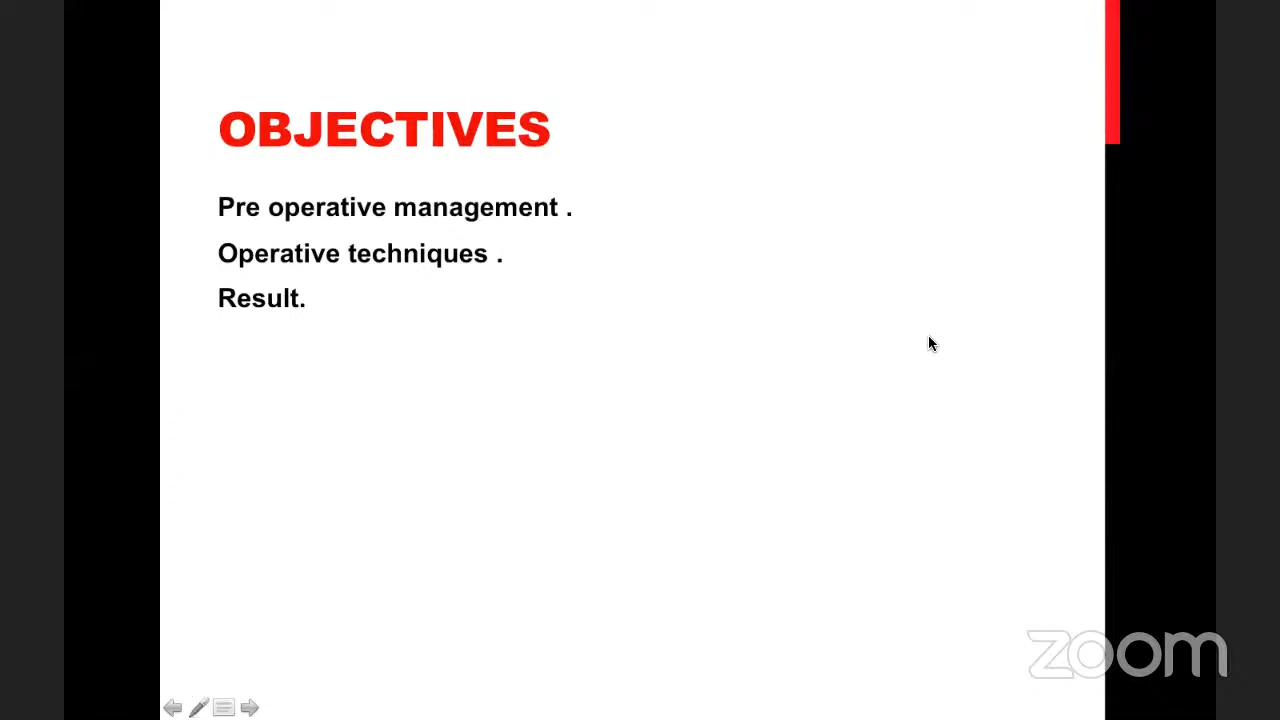 OBJECTIVES
Pre operative management .
Operative techniques .
Result.
zoom